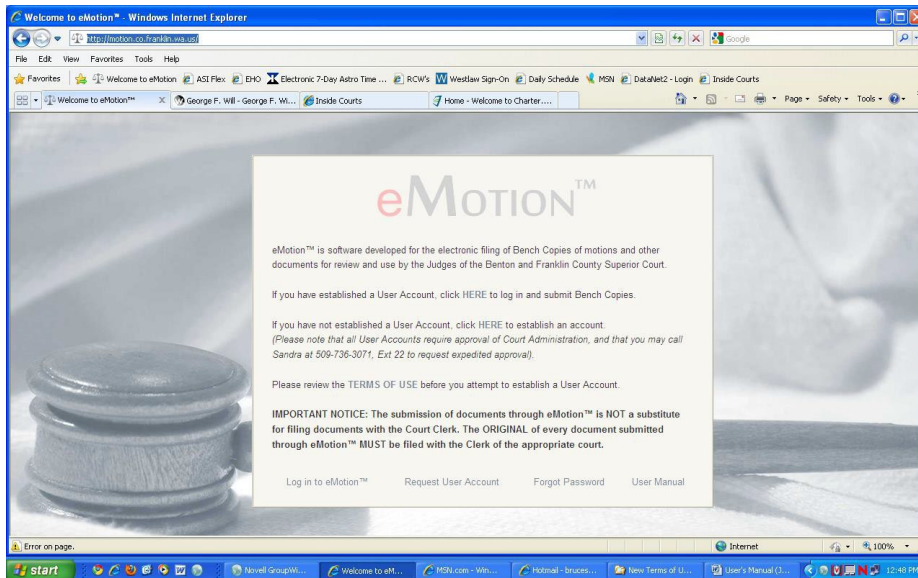 Welcome to eMotion™ - Windows Internet Explorer
http://motion.co.franklin.wa.us/
Google
File Edit View Favorites Tools Help
Favorites Welcome to eMotion ASI Flex EHO Electronic 7-Day Astro Time ... RCW's Westlaw Sign-On Daily Schedule MSN DataNet2 - Login Inside Courts
Welcome to eMotion™ X George F. Will - George F. Wi... Inside Courts Home - Welcome to Charter.... Page Safety Tools
eMOTION™
eMotion™ is software developed for the electronic filing of Bench Copies of motions and other
documents for review and use by the Judges of the Benton and Franklin County Superior Court.
If you have established a User Account, click HERE to log in and submit Bench Copies.
If you have not established a User Account, click HERE to establish an account.
(Please note that all User Accounts require approval of Court Administration, and that you may call
Sandra at 509-736-3071, Ext 22 to request expedited approval).
Please review the TERMS OF USE before you attempt to establish a User Account.
IMPORTANT NOTICE: The submission of documents through eMotion™ is NOT a substitute
for filing documents with the Court Clerk. The ORIGINAL of every document submitted
through eMotion™ MUST be filed with the Clerk of the appropriate court.
Log in to eMotion™ Request User Account Forgot Password User Manual
Error on page. Internet 100%
start Novell GroupWi... Welcome to eM... MSN.com - Win... Hotmail - bruces... New Terms of U... User's Manual (J... 12:48 PM